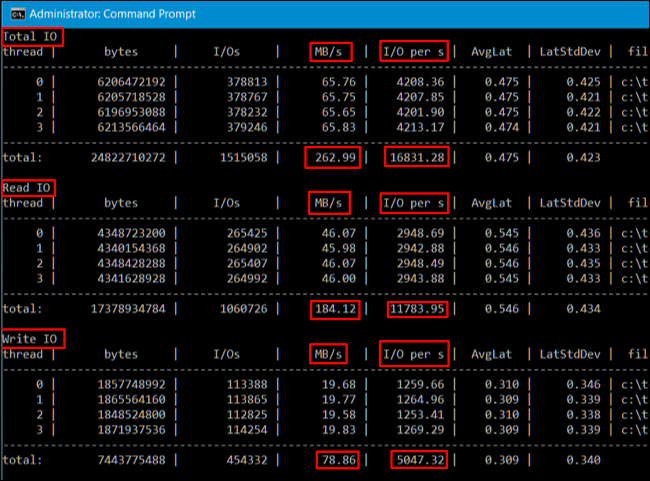 Administrator: Command Prompt
Total IO
thread | bytes | I/Os | MB/s | I/O per s | AvgLat | LatStdDev | fil
0 | 6206472192 | 378813 | 65.76 | 4208.36 | 0.475 | 0.425 | c:\t
1 | 6205718528 | 378767 | 65.75 | 4207.85 | 0.475 | 0.421 | c:\t
2 | 6196953088 | 378232 | 65.65 | 4201.90 | 0.475 | 0.422 | c:\t
3 | 6213566464 | 379246 | 65.83 | 4213.17 | 0.474 | 0.421 | c:\t
total: 24822710272 | 1515058 | 262.99 | 16831.28 | 0.475 | 0.423
Read IO
thread | bytes | I/Os | MB/s | I/O per s | AvgLat | LatStdDev | fil
0 | 4348723200 | 265425 | 46.07 | 2948.69 | 0.545 | 0.436 | c:\t
1 | 4340154368 | 264902 | 45.98 | 2942.88 | 0.546 | 0.433 | c:\t
2 | 4348428288 | 265407 | 46.07 | 2948.49 | 0.546 | 0.435 | c:\t
3 | 4341628928 | 264992 | 46.00 | 2943.88 | 0.545 | 0.433 | c:\t
total: 17378934784 | 1060726 | 184.12 | 11783.95 | 0.546 | 0.434
Write IO
thread | bytes | I/Os | MB/s | I/O per s | AvgLat | LatStdDev | fil
0 | 1857748992 | 113388 | 19.68 | 1259.66 | 0.310 | 0.346 | c:\t
1 | 1865564160 | 113865 | 19.77 | 1264.96 | 0.309 | 0.339 | c:\t
2 | 1848524800 | 112825 | 19.58 | 1253.41 | 0.310 | 0.338 | c:\t
3 | 1871937536 | 114254 | 19.83 | 1269.29 | 0.309 | 0.339 | c:\t
total: 7443775488 | 454332 | 78.86 | 5047.32 | 0.309 | 0.340